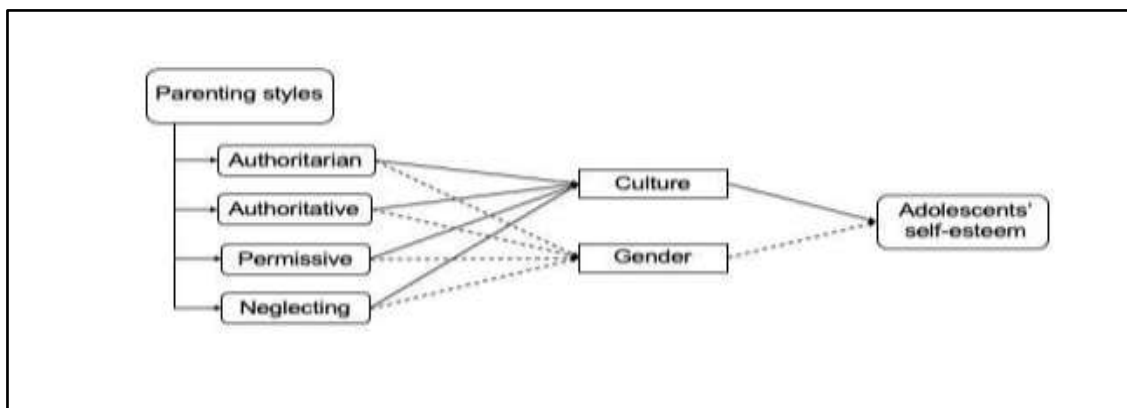 Parenting styles
Authoritarian
Authoritative
Permissive
Neglecting
Culture
Gender
Adolescents'
self-esteem